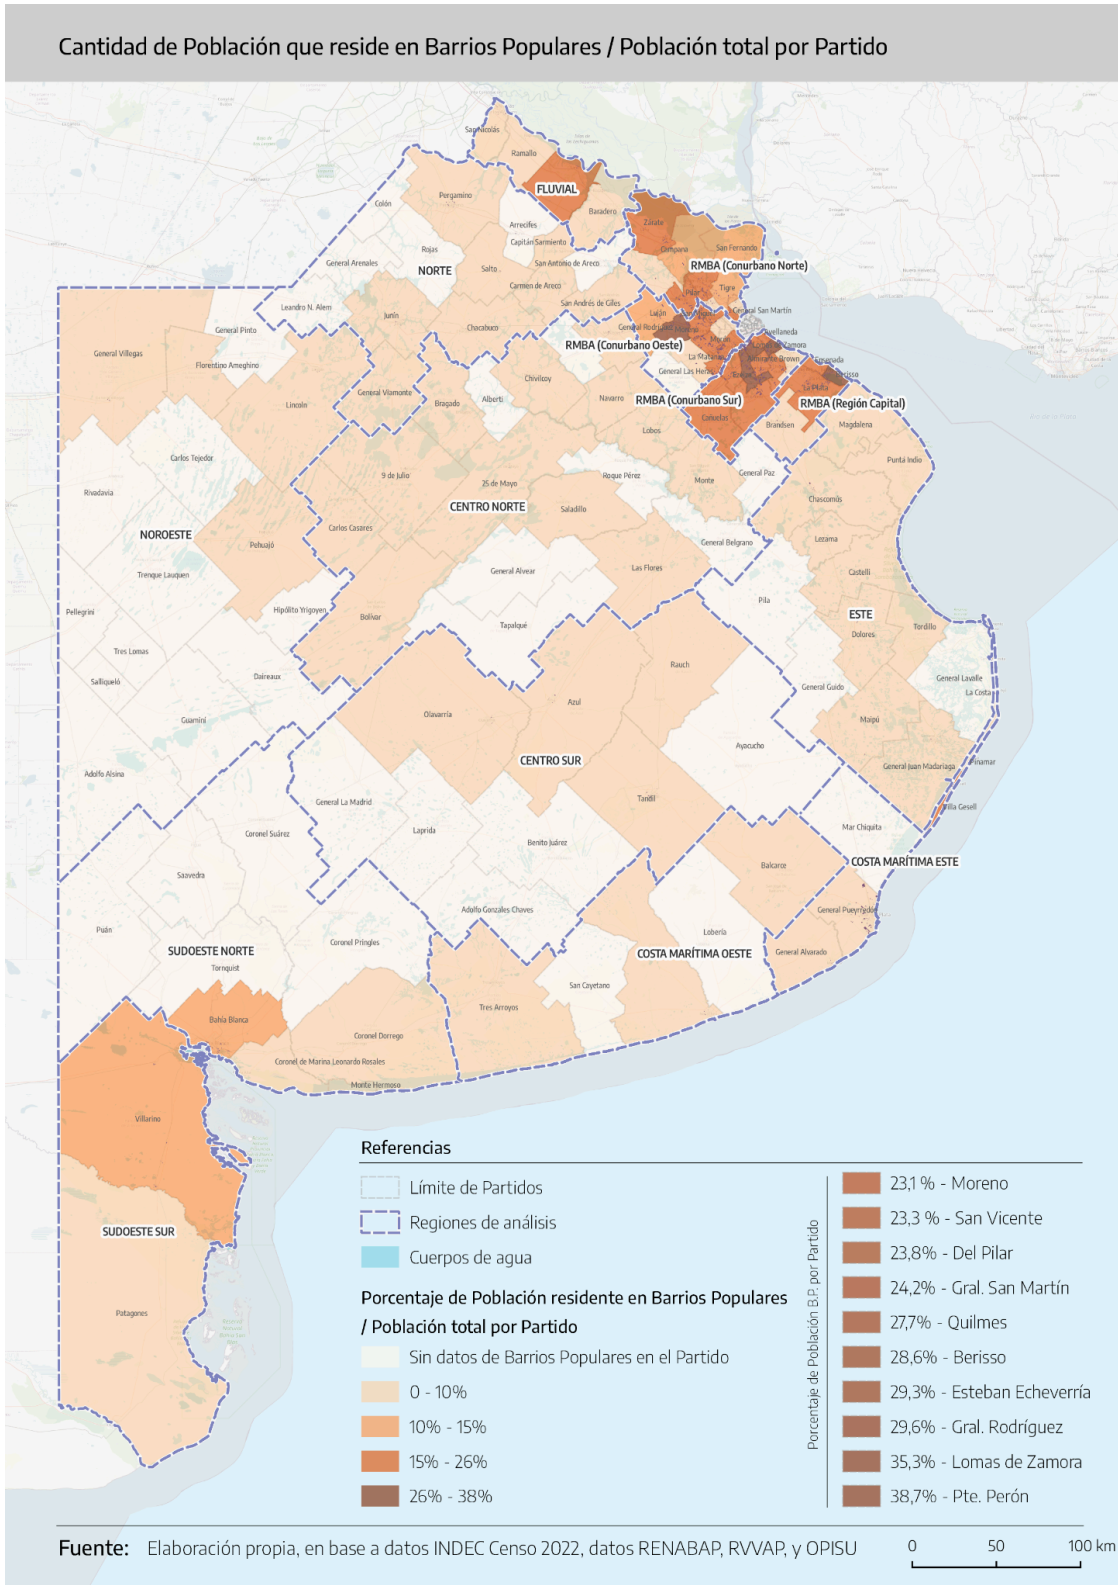 Cantidad de Población que reside en Barrios Populares / Población total por Partido
San Nicolás
Ramallo
FLUVIAL
Baradero
Colón
Pergamino
Arrecifes
Capitán Sarmiento
San Antonio de Areco
Rojas
General Arenales
NORTE
Salto
Carmen de Areco
San Andrés de Giles
Leandro N. Alem
Junín
Chacabuco
Zárate
Campana
San Fernando
RMBA (Conurbano Norte)
Pilar
Tigre
Luján
General San Martín
General Rodríguez
Moreno
Morón
Avellaneda
RMBA (Conurbano Oeste)
La Matanza
Almirante Brown
Ensenada
Berisso
General Las Heras
La Plata
RMBA (Conurbano Sur)
RMBA (Región Capital)
Cañuelas
Brandsen
Magdalena
General Villegas
General Pinto
Florentino Ameghino
Lincoln
General Viamonte
Bragado
Alberti
Chivilcoy
Navarro
Lobos
Punta Indio
Carlos Tejedor
Rivadavia
9 de Julio
25 de Mayo
Roque Pérez
General Paz
Monte
CENTRO NORTE
Saladillo
Chascomús
NOROESTE
Pehuajó
Carlos Casares
General Belgrano
Lezama
Trenque Lauquen
General Alvear
Las Flores
Castelli
Pellegrini
Hipólito Yrigoyen
Bolívar
Tapalqué
Pila
ESTE
Dolores
Tordillo
Tres Lomas
Salliqueló
Daireaux
Rauch
General Guido
General Lavalle
La Costa
Guaminí
Olavarría
Azul
Maipú
Ayacucho
CENTRO SUR
General Juan Madariaga
Pinamar
Adolfo Alsina
General La Madrid
Tandil
Villa Gesell
Coronel Suárez
Laprida
Benito Juárez
Mar Chiquita
COSTA MARÍTIMA ESTE
Saavedra
Balcarce
Puán
Adolfo Gonzales Chaves
General Pueyrredón
SUDOESTE NORTE
Coronel Pringles
Lobería
COSTA MARÍTIMA OESTE
General Alvarado
Tornquist
San Cayetano
Bahía Blanca
Tres Arroyos
Coronel Dorrego
Coronel de Marina Leonardo Rosales
Monte Hermoso
Villarino
SUDOESTE SUR
Patagones
Referencias
Límite de Partidos
Regiones de análisis
Cuerpos de agua
Porcentaje de Población residente en Barrios Populares
/ Población total por Partido
Sin datos de Barrios Populares en el Partido
0 - 10%
10% - 15%
15% - 26%
26% - 38%
Porcentaje de Población B.P. por Partido
23,1 % - Moreno
23,3 % - San Vicente
23,8% - Del Pilar
24,2% - Gral. San Martín
27,7% - Quilmes
28,6% - Berisso
29,3% - Esteban Echeverría
29,6% - Gral. Rodríguez
35,3% - Lomas de Zamora
38,7% - Pte. Perón
Fuente: Elaboración propia, en base a datos INDEC Censo 2022, datos RENABAP, RVVAP, y OPISU
0 50 100 km